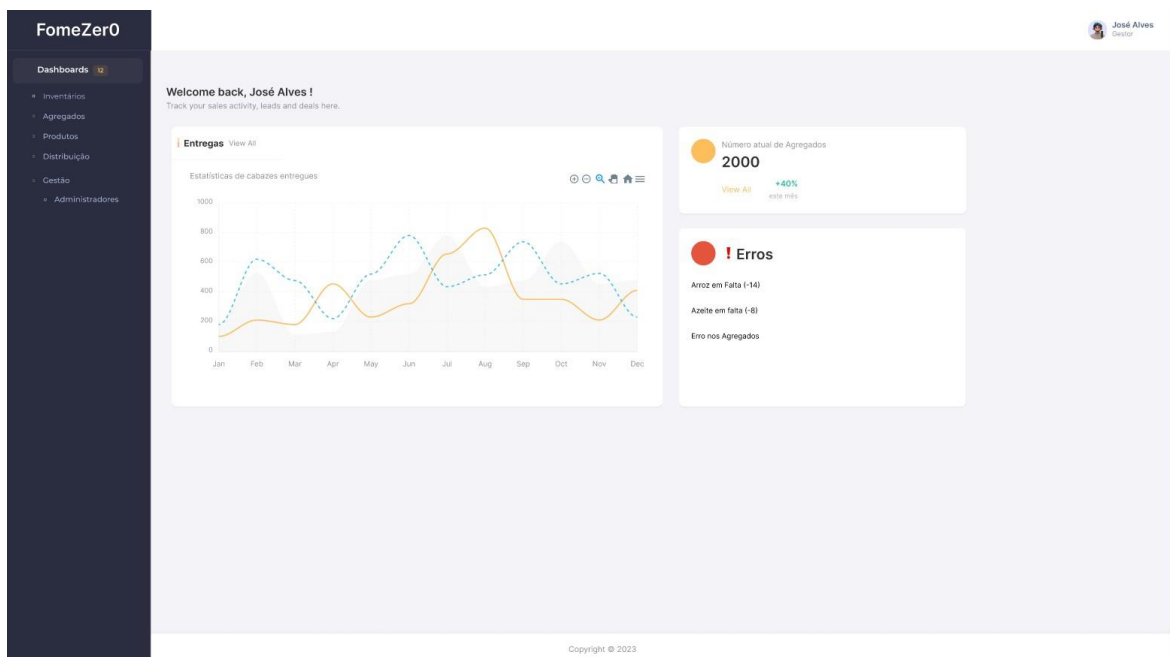 FomeZer0
José Alves
Gestor
Dashboards 12
Inventários
Agregados
Produtos
Distribuição
Gestão
Administradores
Welcome back, José Alves !
Track your sales activity, leads and deals here.
Entregas View All
Estatísticas de cabazes entregues
1000
800
600
400
200
0
Jan Feb Mar Apr May Jun Jul Aug Sep Oct Nov Dec
Número atual de Agregados
2000
View All +40%
este mês
! Erros
Arroz em Falta (-14)
Azeite em falta (-8)
Erro nos Agregados
Copyright © 2023